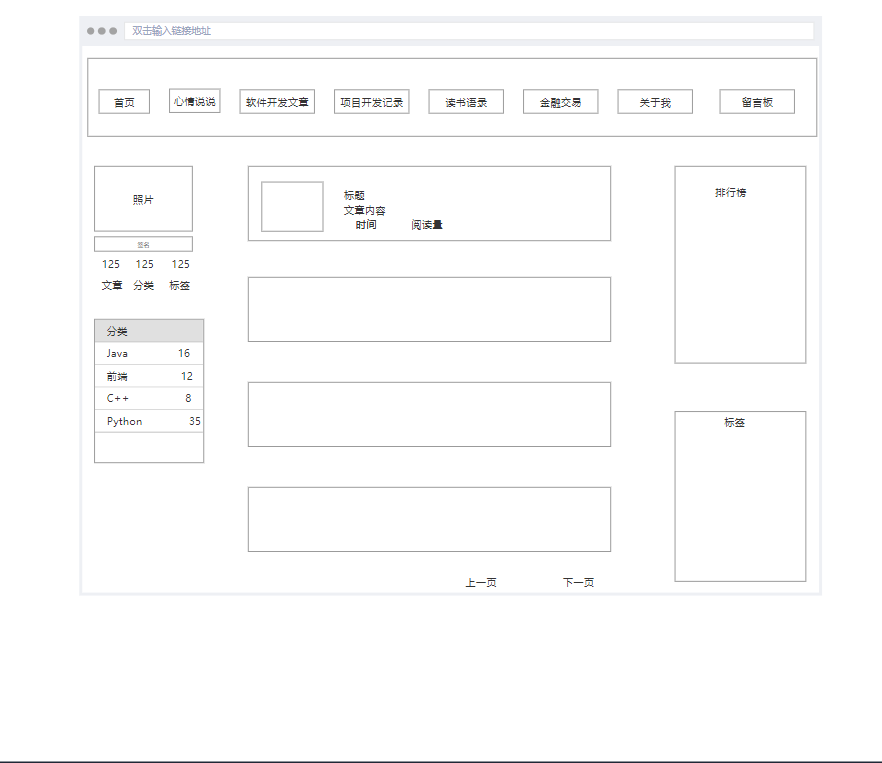 双击输入链接地址
首页 心情说说 软件开发文章 项目开发记录 读书语录 金融交易 关于我 留言板
照片
签名
125 125 125
文章 分类 标签
分类
Java 16
前端 12
C++ 8
Python 35
标题
文章内容
时间 阅读量
上一页 下一页
排行榜
标签